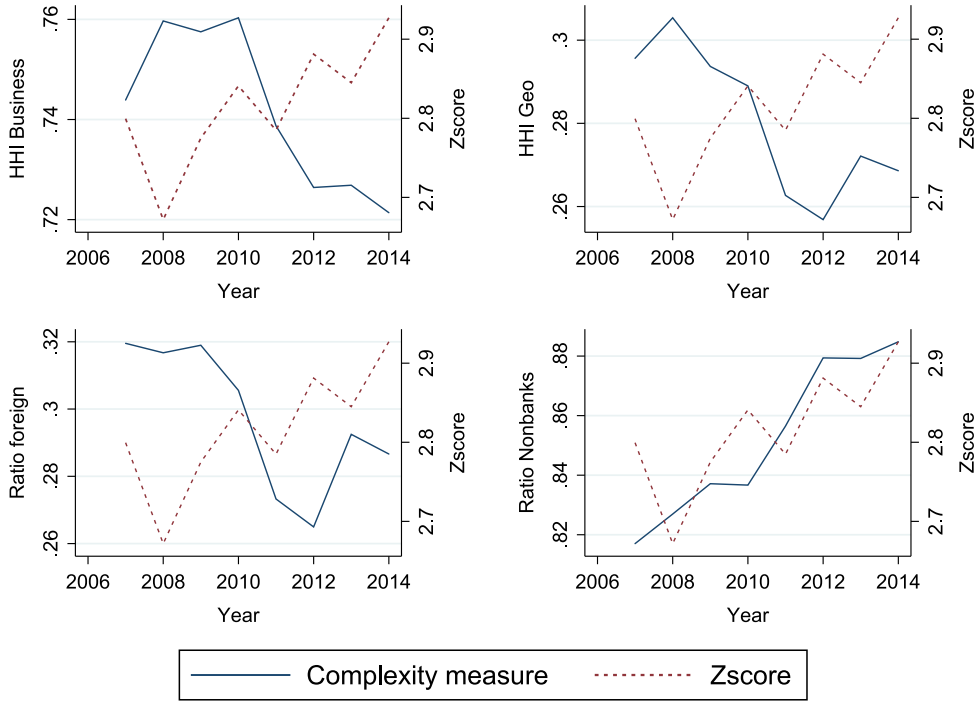 HHI Business
.72 .74 .76
2.7 2.8 2.9
Zscore
2006 2008 2010 2012 2014
Year
HHI Geo
.26 .28 .3
2.7 2.8 2.9
Zscore
2006 2008 2010 2012 2014
Year
Ratio foreign
.26 .28 .3 .32
2.7 2.8 2.9
Zscore
2006 2008 2010 2012 2014
Year
Ratio Nonbanks
.82 .84 .86 .88
2.7 2.8 2.9
Zscore
2006 2008 2010 2012 2014
Year
Complexity measure Zscore